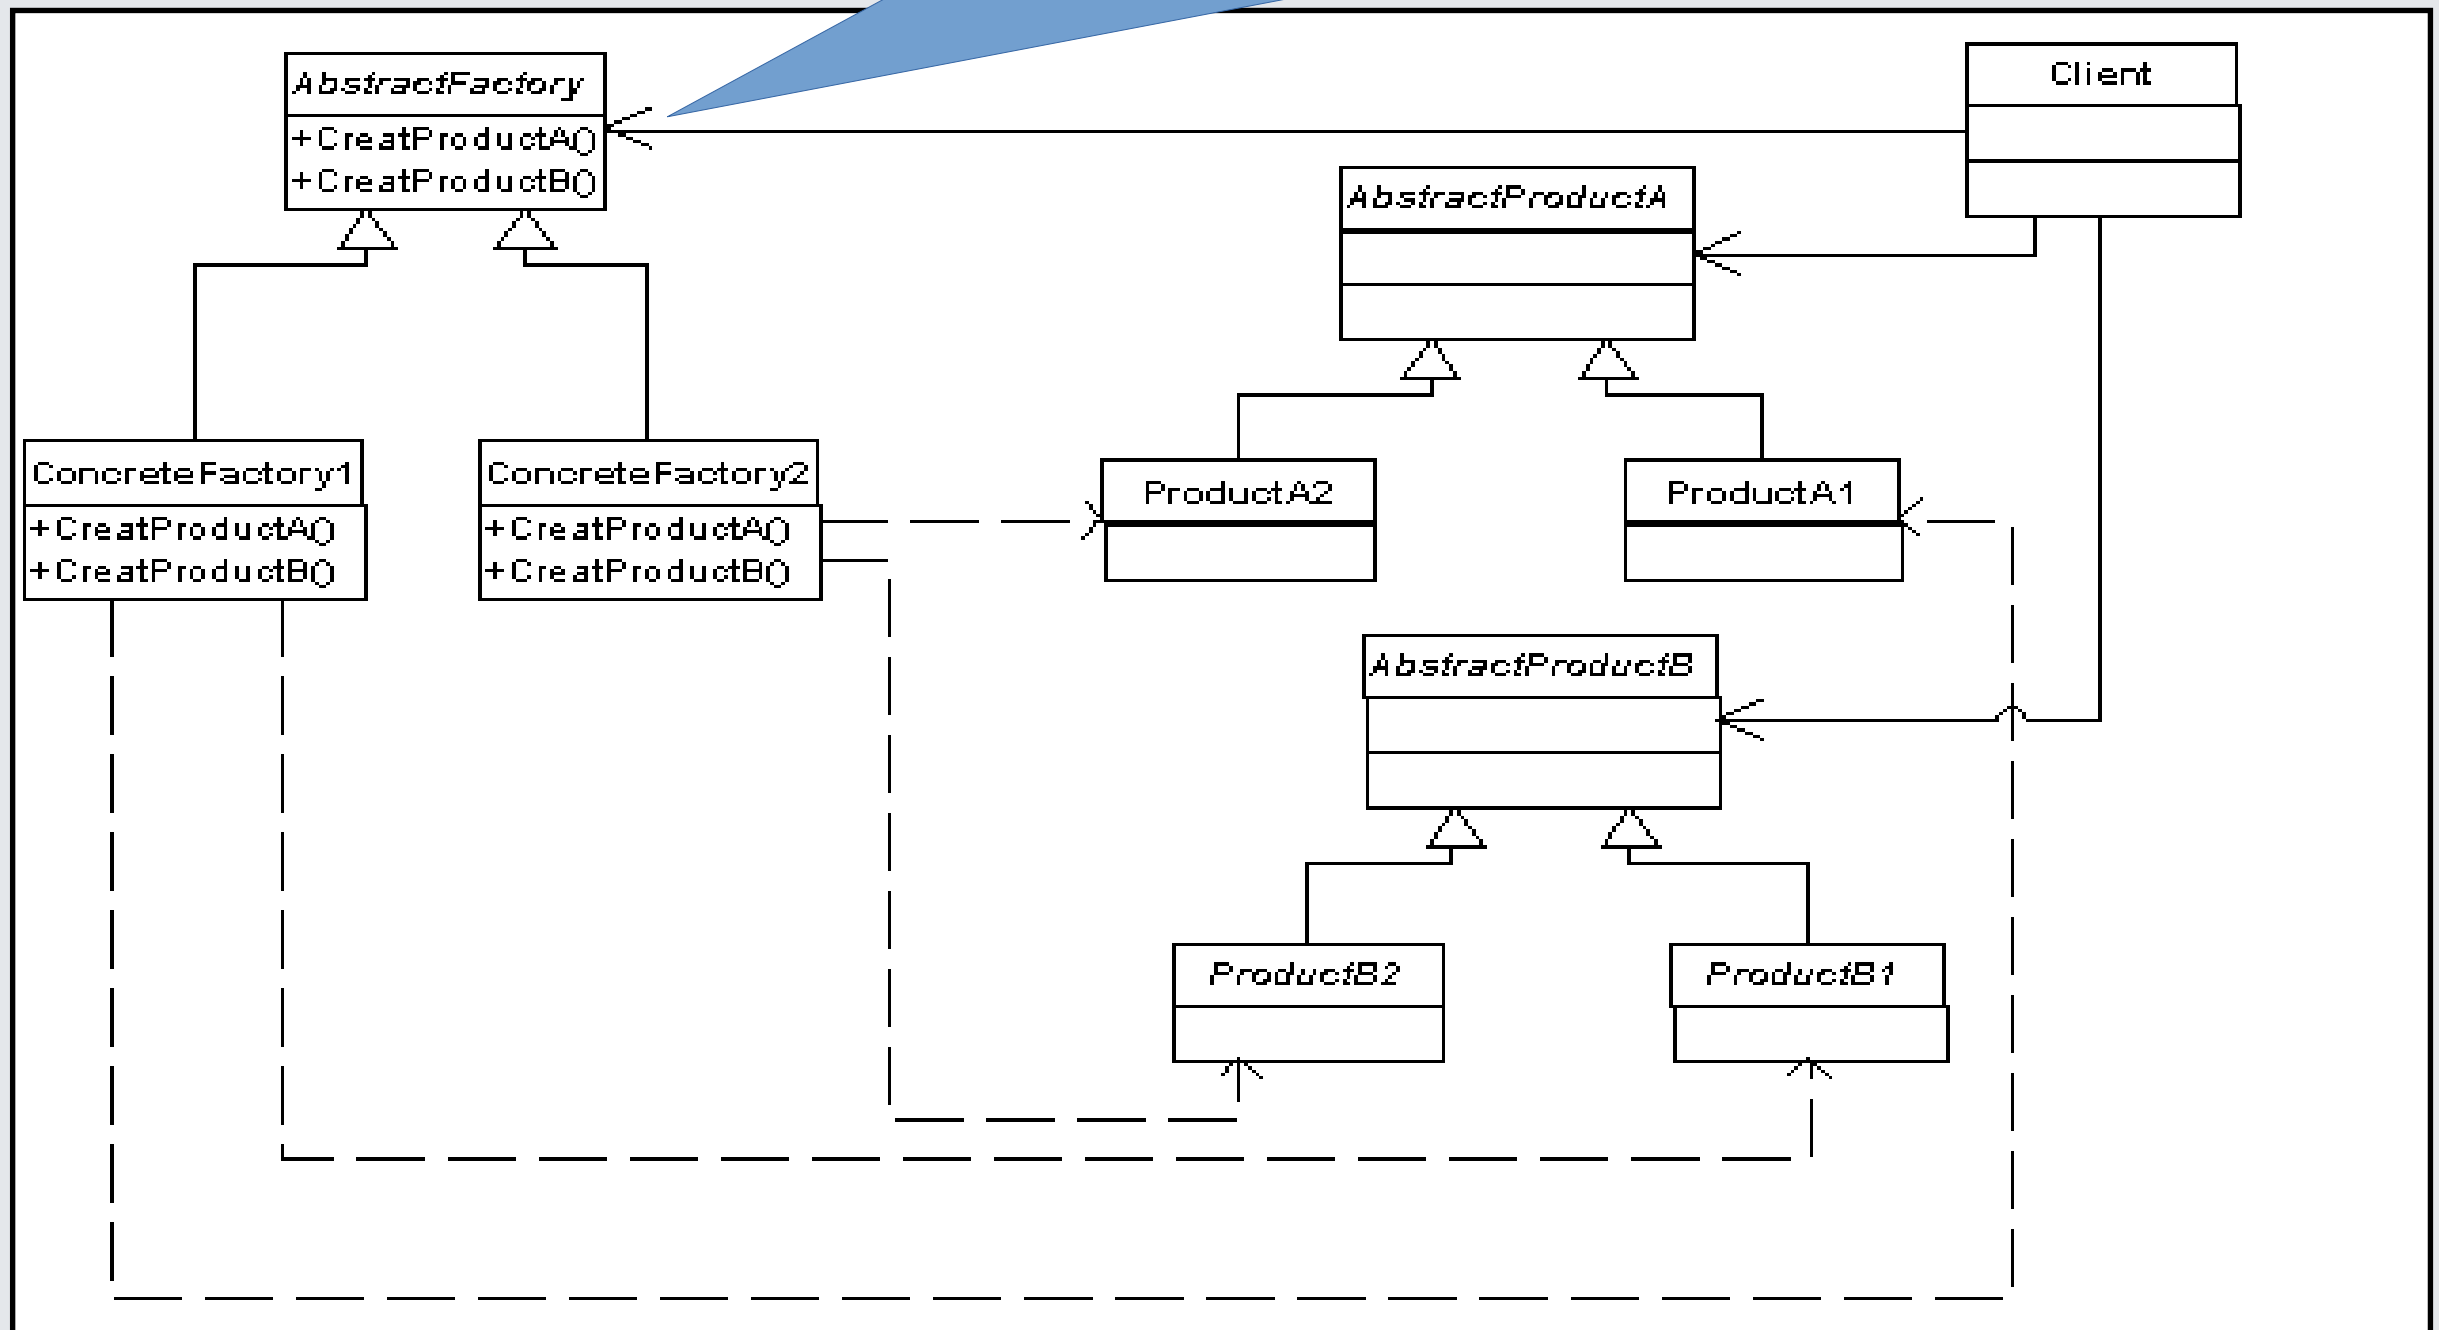 AbstractFactory
+CreatProductA()
+CreatProductB()
Client
AbstractProductA
ConcreteFactory1
+CreatProductA()
+CreatProductB()
ConcreteFactory2
+CreatProductA()
+CreatProductB()
ProductA2
ProductA1
AbstractProductB
ProductB2
ProductB1